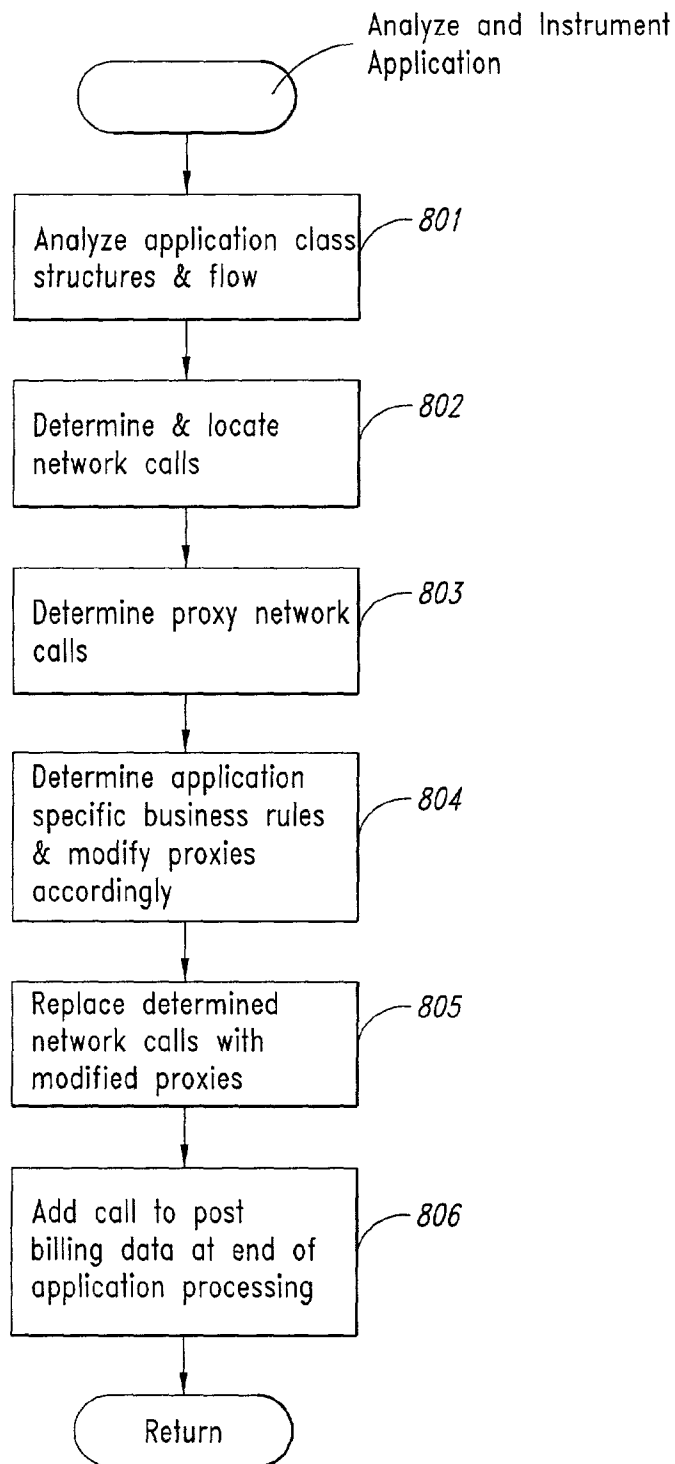 Analyze and Instrument
Application
Analyze application class
structures & flow
801
Determine & locate
network calls
802
Determine proxy network
calls
803
Determine application
specific business rules
& modify proxies
accordingly
804
Replace determined
network calls with
modified proxies
805
Add call to post
billing data at end of
application processing
806
Return